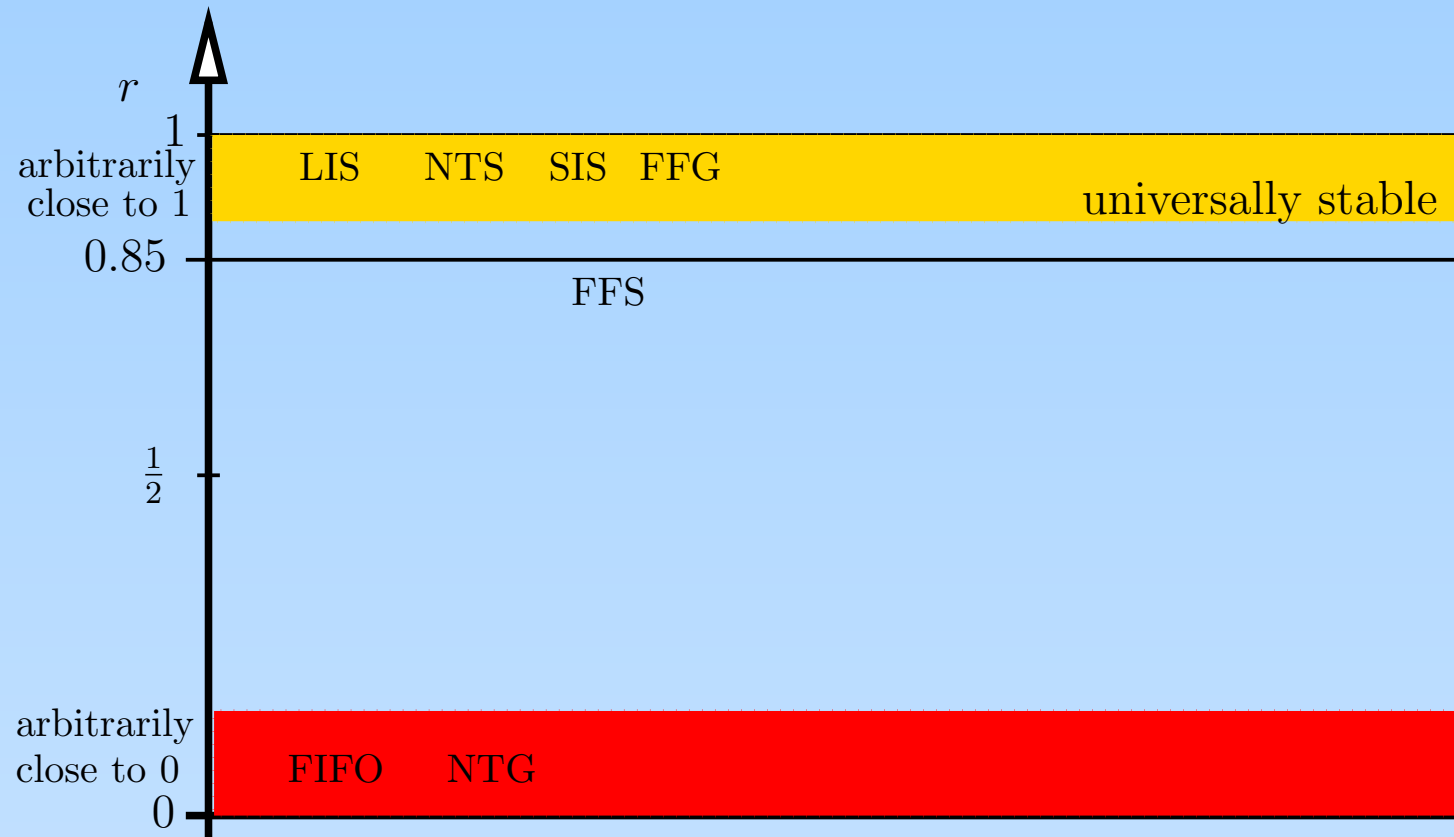 r
1
arbitrarily
close to 1
LIS NTS SIS FFG
universally stable
0.85
FFS
1/2
arbitrarily
close to 0
FIFO NTG
0